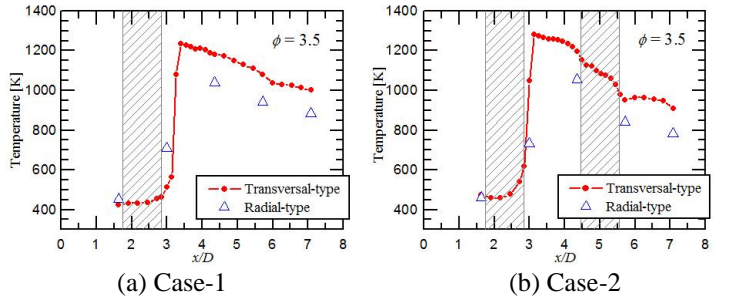 1400
1200
1000
800
600
400
Temperature [K]
ϕ = 3.5
Transversal-type
Radial-type
0 1 2 3 4 5 6 7 8
x/D
(a) Case-1
1400
1200
1000
800
600
400
Temperature [K]
ϕ = 3.5
Transversal-type
Radial-type
0 1 2 3 4 5 6 7 8
x/D
(b) Case-2